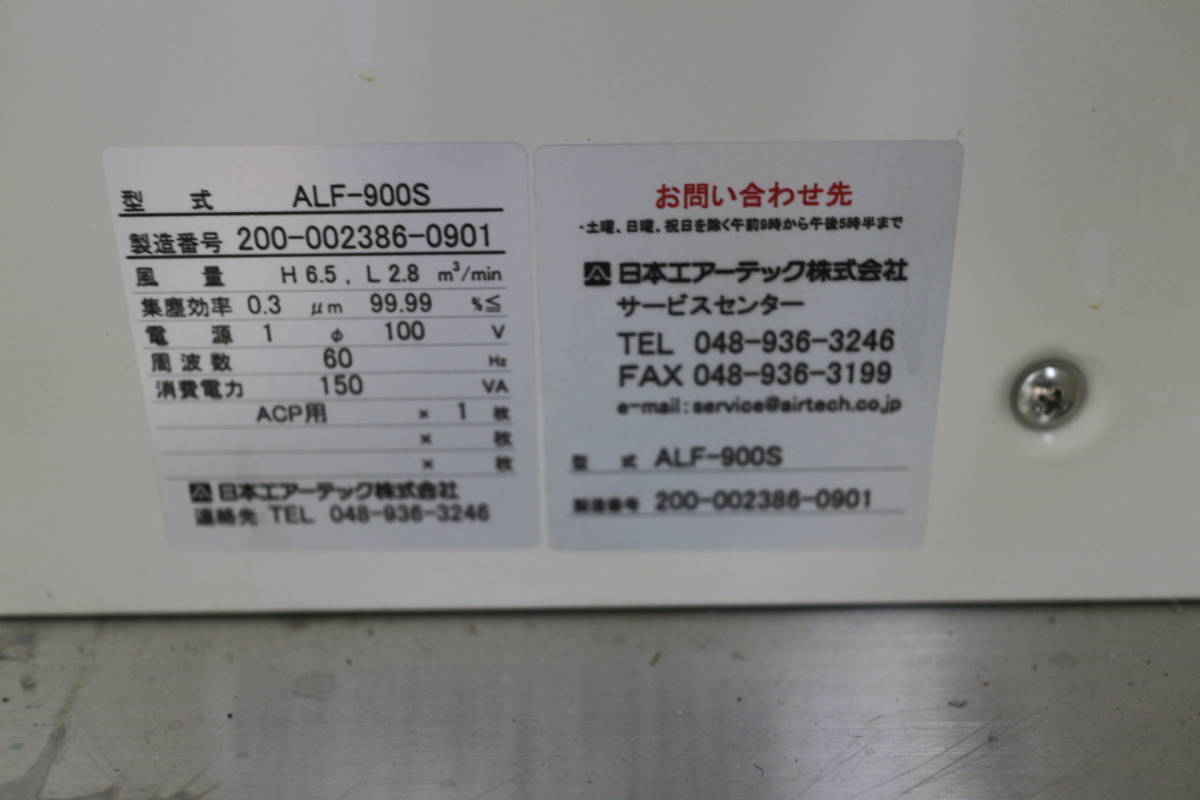 型 式 ALF-900S
製造番号 200-002386-0901
風 量 H 6.5 , L 2.8 m³/min
集塵効率 0.3 μm 99.99 %≦
電 源 1 φ 100 V
周波数 60 Hz
消費電力 150 VA
ACP用 × 1 枚
× 枚
× 枚
日本エアーテック株式会社
連絡先 TEL 048-936-3246
お問い合わせ先
・土曜、日曜、祝日を除く午前9時から午後5時半まで
日本エアーテック株式会社
サービスセンター
TEL 048-936-3246
FAX 048-936-3199
e-mail:service@airtech.co.jp
型 式 ALF-900S
製造番号 200-002386-0901